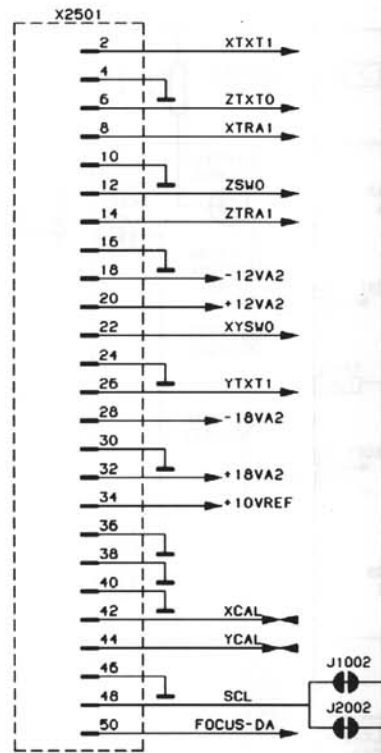 X2501
2 XTXT1
4
6 ZTXT0
8 XTRA1
10
12 ZSW0
14 ZTRA1
16
18 -12VA2
20 +12VA2
22 XYSW0
24
26 YTXT1
28 -18VA2
30
32 +18VA2
34 +10VREF
36
38
40
42 XCAL
44 YCAL
46
J1002
48 SCL
J2002
50 FOCUS-DA